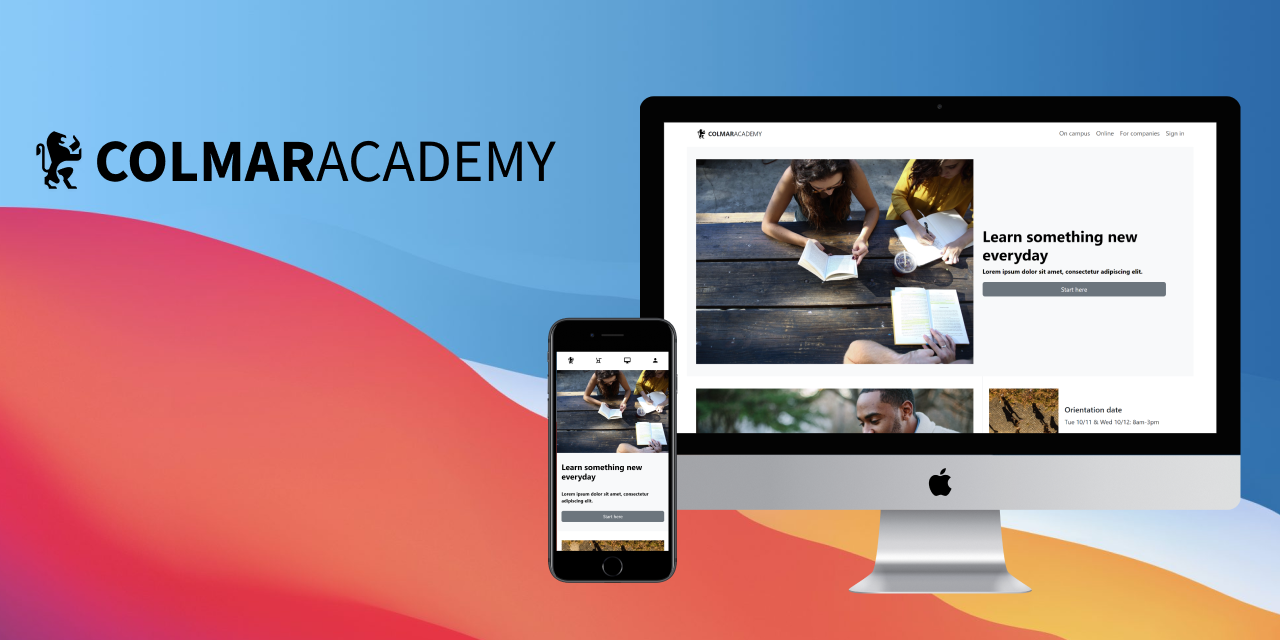 COLMARACADEMY
COLMARACADEMY
On campus Online For companies Sign in
Learn something new
everyday
Lorem ipsum dolor sit amet, consectetur adipiscing elit.
Start here
Orientation date
Tue 10/11 & Wed 10/12: 8am-3pm
Learn something new
everyday
Lorem ipsum dolor sit amet, consectetur
adipiscing elit.
Start here